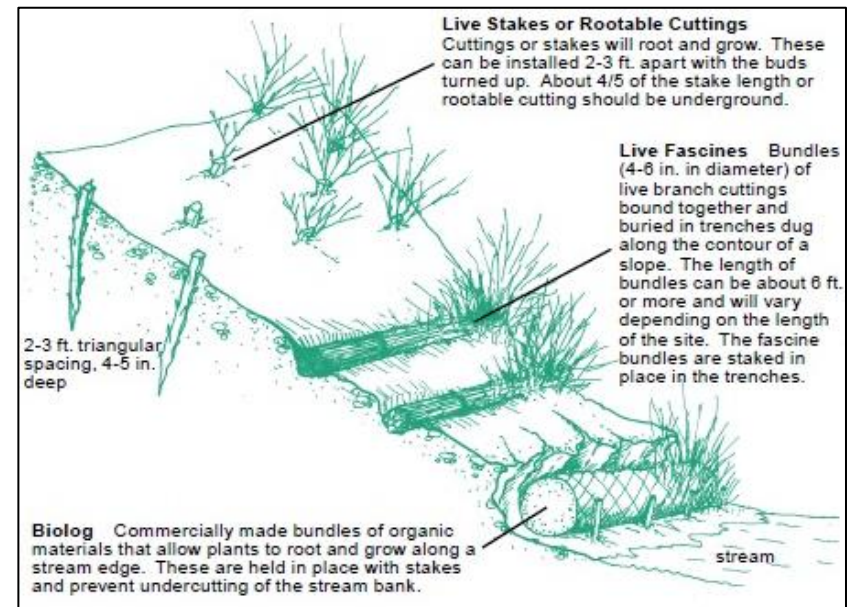 Live Stakes or Rootable Cuttings
Cuttings or stakes will root and grow. These
can be installed 2-3 ft. apart with the buds
turned up. About 4/5 of the stake length or
rootable cutting should be underground.
Live Fascines Bundles
(4-6 in. in diameter) of
live branch cuttings
bound together and
buried in trenches dug
along the contour of a
slope. The length of
bundles can be about 6 ft.
or more and will vary
depending on the length
of the site. The fascine
bundles are staked in
place in the trenches.
2-3 ft. triangular
spacing, 4-5 in.
deep
Biolog Commercially made bundles of organic
materials that allow plants to root and grow along a
stream edge. These are held in place with stakes
and prevent undercutting of the stream bank.
stream